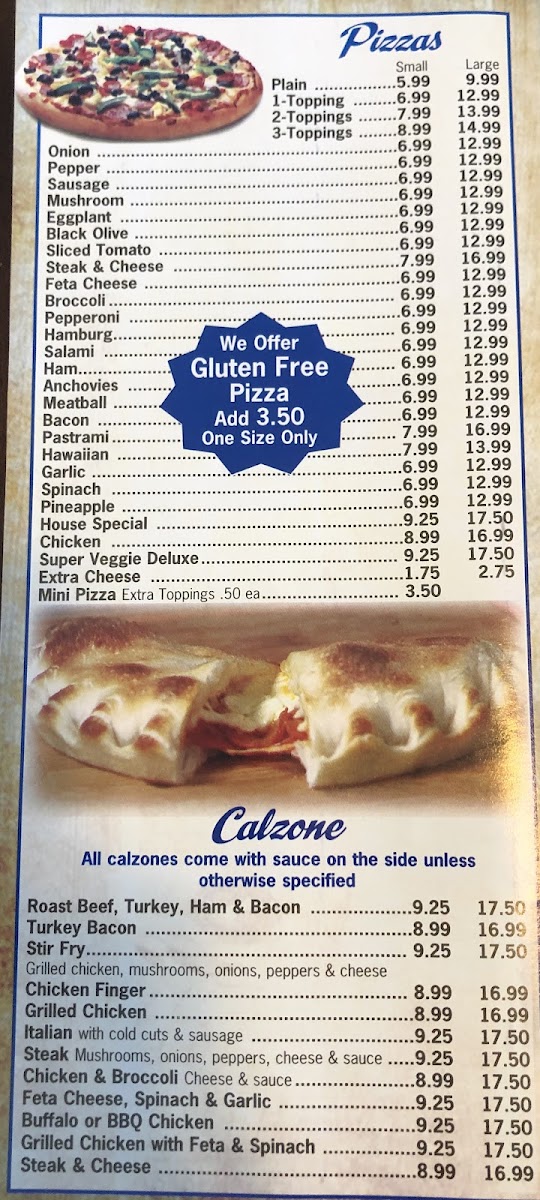 Pizzas
Small Large
Plain ....................5.99 9.99
1-Topping ...........6.99 12.99
2-Toppings ........7.99 13.99
3-Toppings ........8.99 14.99
Onion ....................6.99 12.99
Pepper ....................6.99 12.99
Sausage ....................6.99 12.99
Mushroom ....................6.99 12.99
Eggplant ....................6.99 12.99
Black Olive ....................6.99 12.99
Sliced Tomato ....................6.99 12.99
Steak & Cheese ....................7.99 16.99
Feta Cheese ....................6.99 12.99
Broccoli.................... 6.99 12.99
Pepperoni ....................6.99 12.99
Hamburg.................... 6.99 12.99
Salami ....................6.99 12.99
Ham....................6.99 12.99
Anchovies ....................6.99 12.99
Meatball ....................6.99 12.99
Bacon ....................6.99 12.99
Pastrami.................... 7.99 16.99
Hawaiian ....................7.99 13.99
Garlic ....................6.99 12.99
Spinach ....................6.99 12.99
Pineapple ....................6.99 12.99
House Special ....................9.25 17.50
Chicken ....................8.99 16.99
Super Veggie Deluxe.................... 9.25 17.50
Extra Cheese ....................1.75 2.75
Mini Pizza Extra Toppings .50 ea.................... 3.50
We Offer
Gluten Free
Pizza
Add 3.50
One Size Only
Calzone
All calzones come with sauce on the side unless
otherwise specified
Roast Beef, Turkey, Ham & Bacon ....................9.25 17.50
Turkey Bacon ....................8.99 16.99
Stir Fry.................... 9.25 17.50
Grilled chicken, mushrooms, onions, peppers & cheese
Chicken Finger.................... 8.99 16.99
Grilled Chicken ....................8.99 16.99
Italian with cold cuts & sausage ....................9.25 17.50
Steak Mushrooms, onions, peppers, cheese & sauce .....9.25 17.50
Chicken & Broccoli Cheese & sauce....................8.99 17.50
Feta Cheese, Spinach & Garlic ....................9.25 17.50
Buffalo or BBQ Chicken ....................9.25 17.50
Grilled Chicken with Feta & Spinach ....................9.25 17.50
Steak & Cheese ....................8.99 16.99